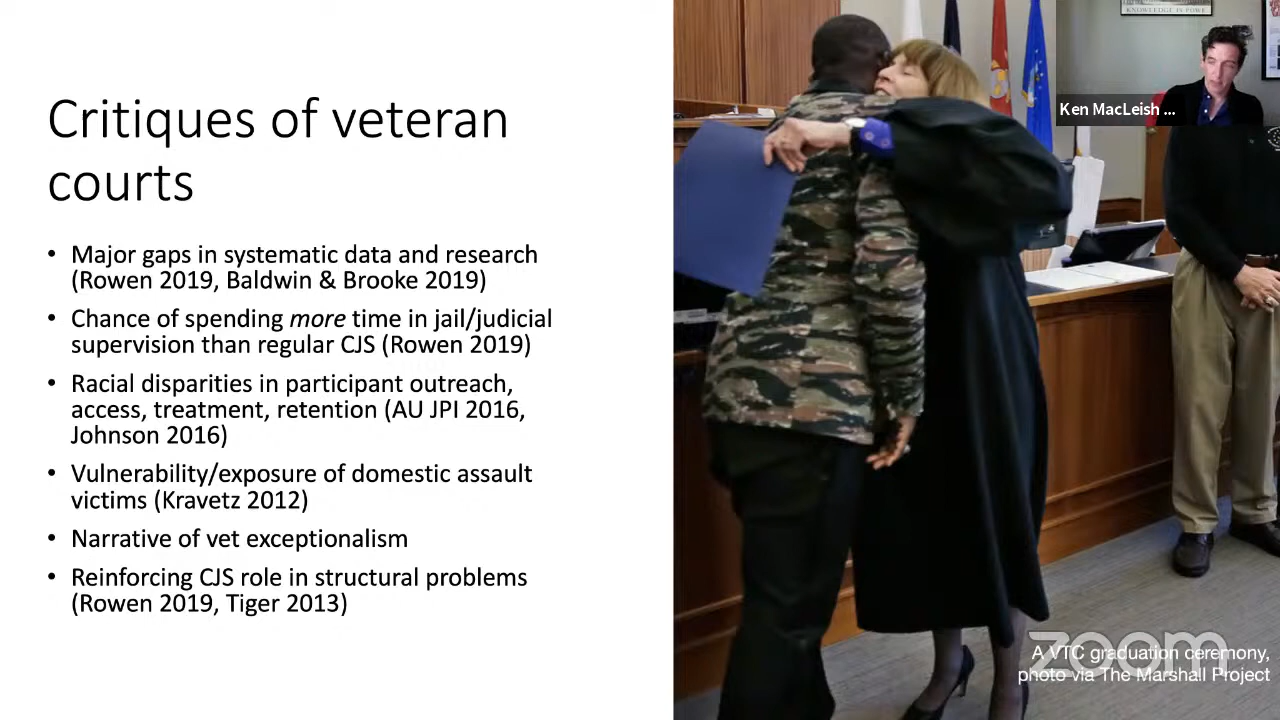 Critiques of veteran
courts
• Major gaps in systematic data and research
(Rowen 2019, Baldwin & Brooke 2019)
• Chance of spending more time in jail/judicial
supervision than regular CJS (Rowen 2019)
• Racial disparities in participant outreach,
access, treatment, retention (AU JPI 2016,
Johnson 2016)
• Vulnerability/exposure of domestic assault
victims (Kravetz 2012)
• Narrative of vet exceptionalism
• Reinforcing CJS role in structural problems
(Rowen 2019, Tiger 2013)
KNOWLEDGE IS POWE
Ken MacLeish ...
zoom
A VTC graduation ceremony,
photo via The Marshall Project